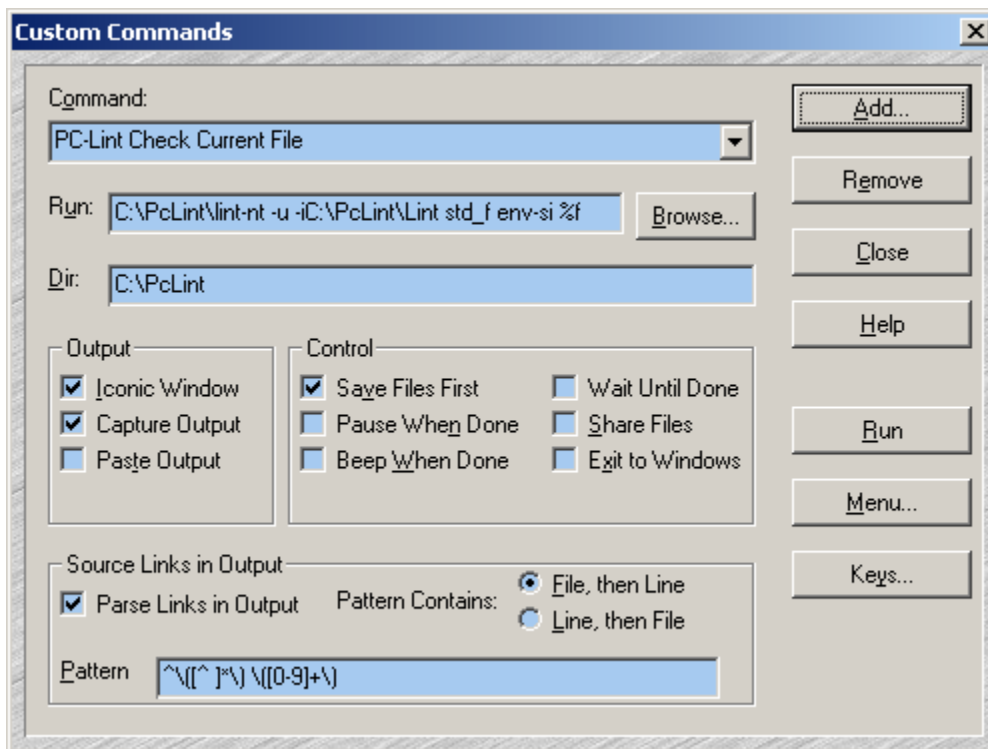 Custom Commands
Command:
Add...
PC-Lint Check Current File
Remove
Run: C:\PcLint\lint-nt -u -iC:\PcLint\Lint std_f env-si %f Browse...
Close
Dir: C:\PcLint
Help
Output
Control
Iconic Window
Save Files First
Wait Until Done
Capture Output
Pause When Done
Share Files
Run
Paste Output
Beep When Done
Exit to Windows
Menu...
Source Links in Output
Keys...
Parse Links in Output
Pattern Contains:
File, then Line
Line, then File
Pattern ^\([^ ]*\) \([0-9]+\)